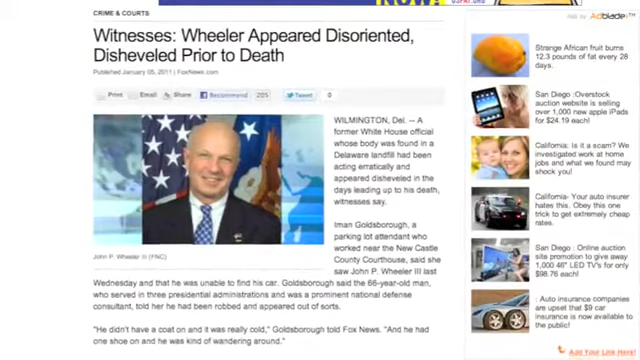 CRIME & COURTS
Witnesses: Wheeler Appeared Disoriented,
Disheveled Prior to Death
Published January 05, 2011 | FoxNews.com
Print Email Share Recommend 205 Tweet 0
WILMINGTON, Del. -- A
former White House official
whose body was found in a
Delaware landfill had been
acting erratically and
appeared disheveled in the
days leading up to his death,
witnesses say.
Iman Goldsborough, a
parking lot attendant who
worked near the New Castle
County Courthouse, said she
saw John P. Wheeler III last
John P. Wheeler III (FNC)
Wednesday and that he was unable to find his car. Goldsborough said the 66-year-old man,
who served in three presidential administrations and was a prominent national defense
consultant, told her he had been robbed and appeared out of sorts.
"He didn't have a coat on and it was really cold," Goldsborough told Fox News. "And he had
one shoe on and he was kind of wandering around."
Adblade
Strange African fruit burns
12.3 pounds of fat every 28
days.
San Diego :Overstock
auction website is selling
over 1,000 new apple iPads
for $24.19 each!
California: Is it a scam? We
investigated work at home
jobs and what we found may
shock you!
California- Your auto insurer
hates this. Obey this one
trick to get extremely cheap
rates.
San Diego : Online auction
site promotion to give away
1,000 46" LED TV's for only
$98.76 each!
: Auto insurance companies
are upset that $9 car
insurance is now available to
the public!
Add Your Link Here!